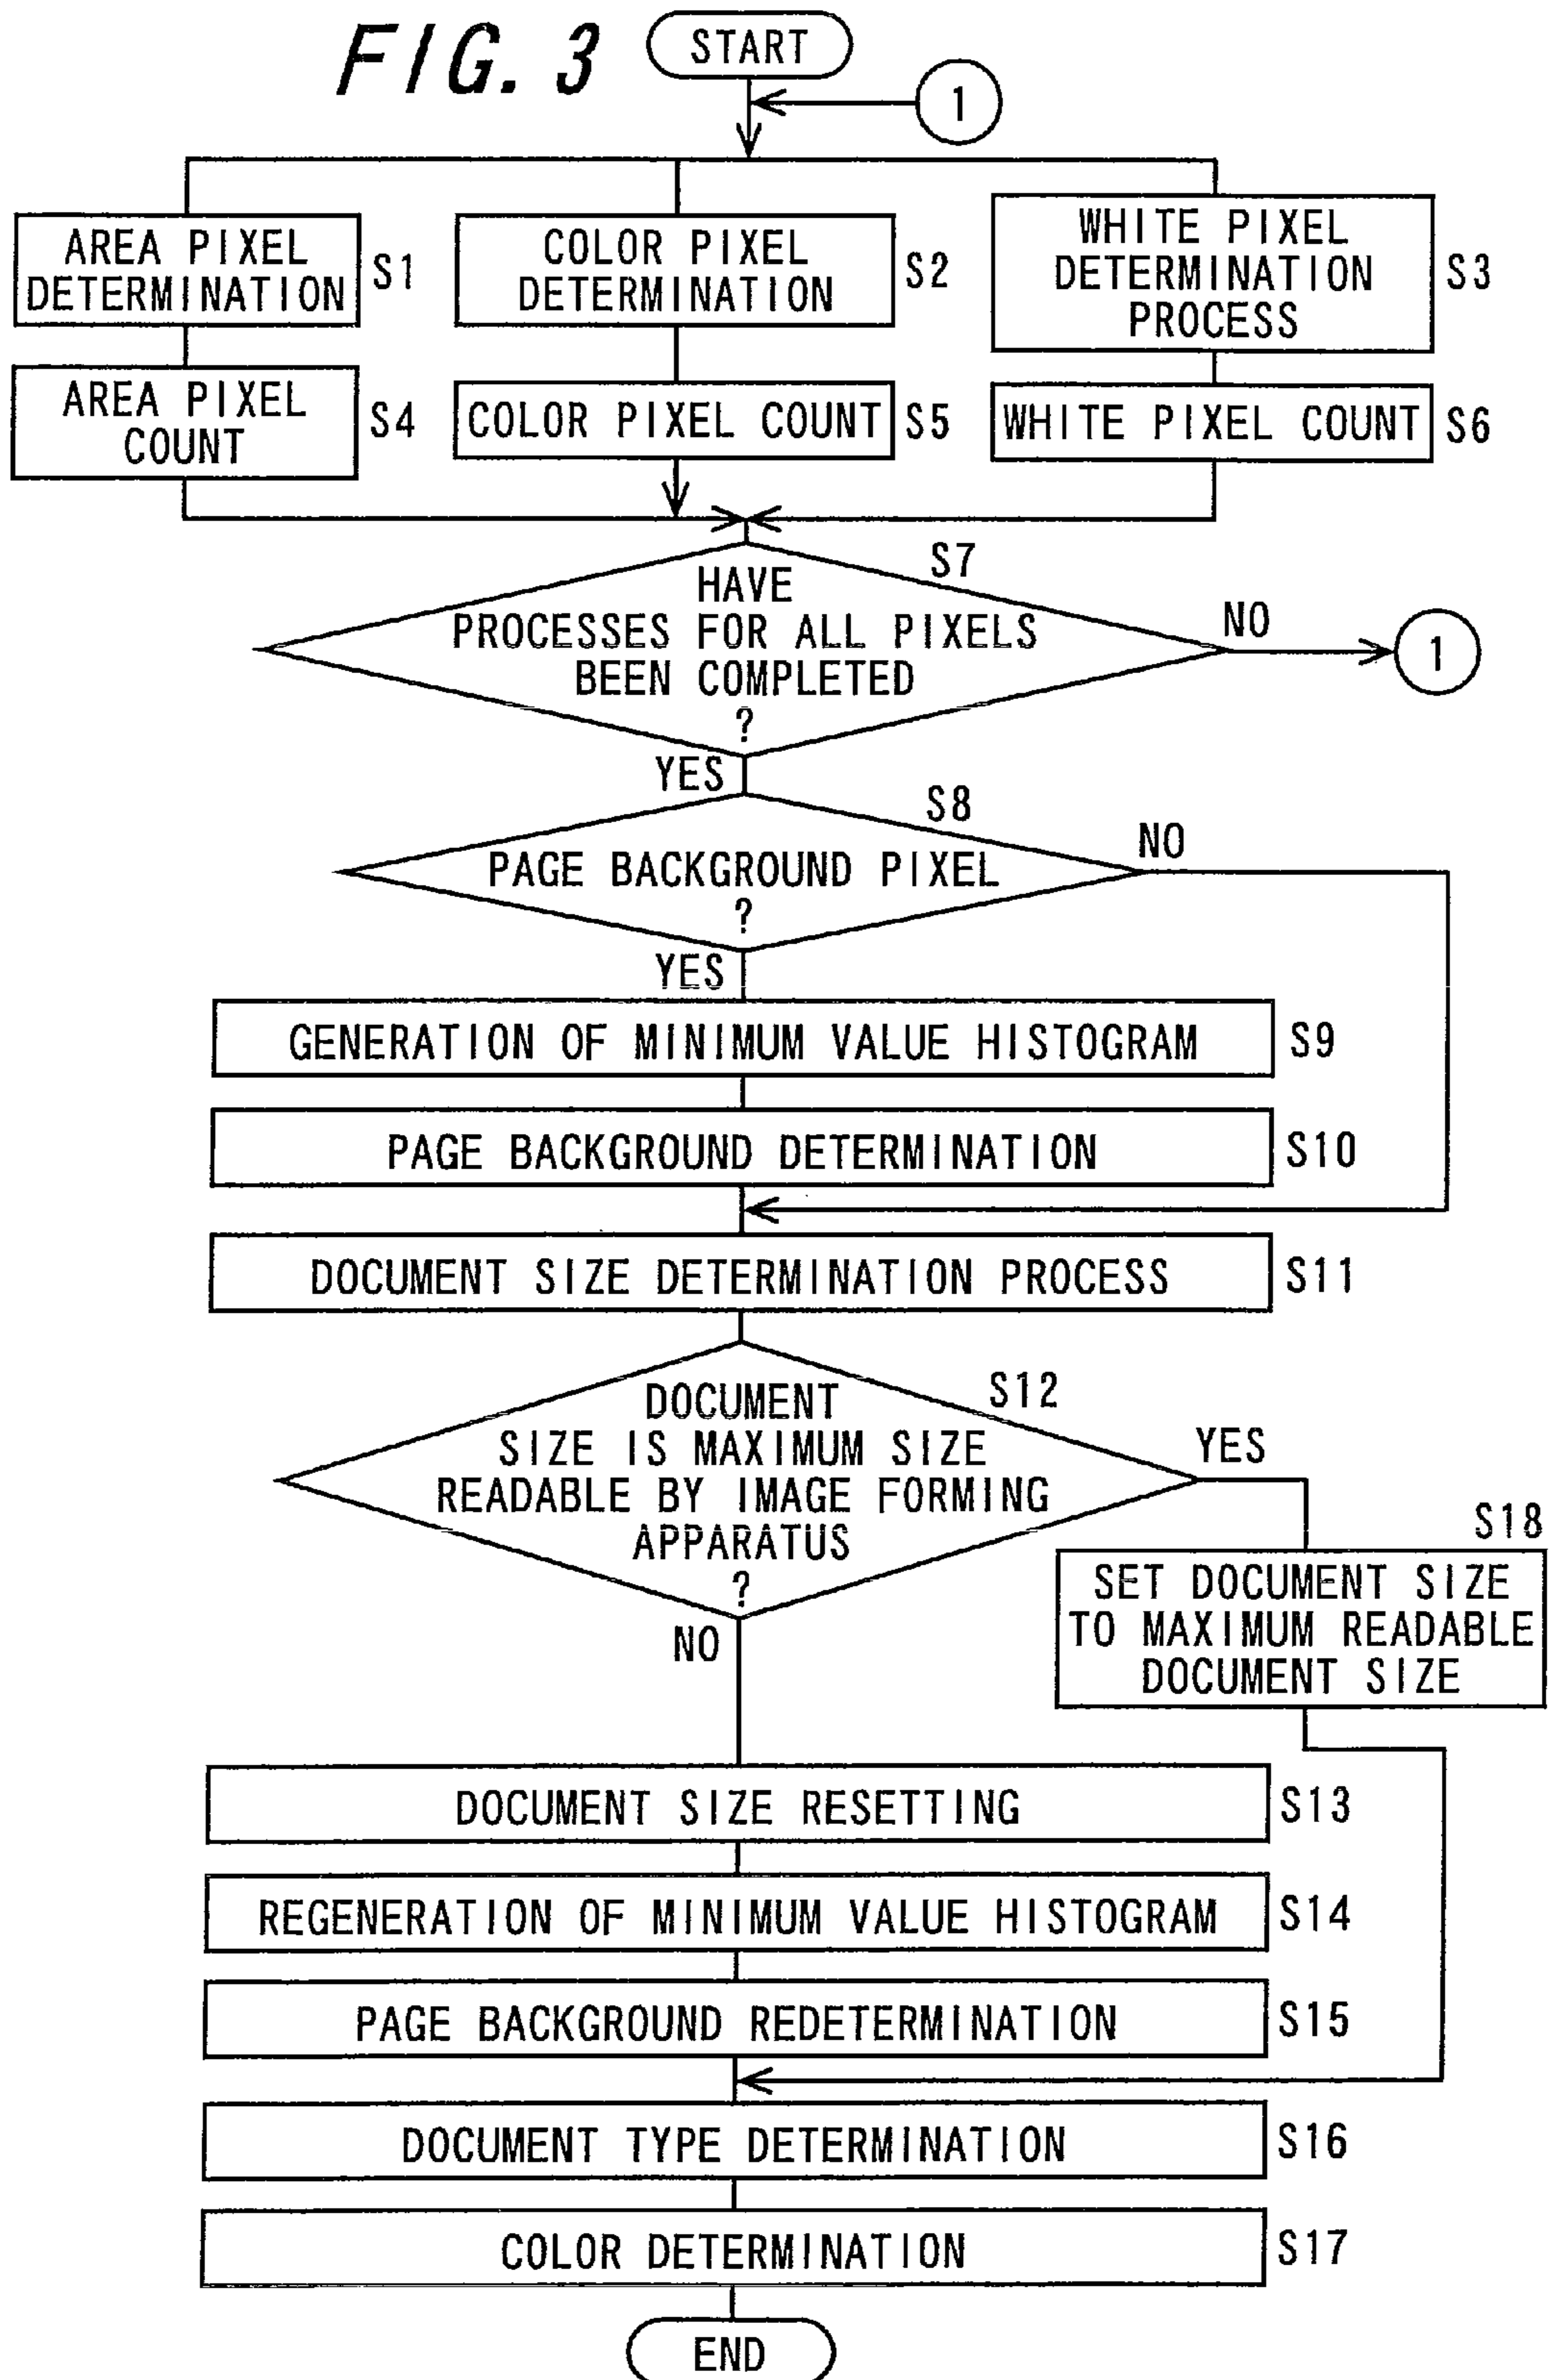 FIG. 3
START
1
AREA PIXEL
DETERMINATION
S1
COLOR PIXEL
DETERMINATION
S2
WHITE PIXEL
DETERMINATION
PROCESS
S3
AREA PIXEL
COUNT
S4
COLOR PIXEL COUNT
S5
WHITE PIXEL COUNT
S6
S7
HAVE
PROCESSES FOR ALL PIXELS
BEEN COMPLETED
?
NO
1
YES
S8
PAGE BACKGROUND PIXEL
?
NO
YES
GENERATION OF MINIMUM VALUE HISTOGRAM
S9
PAGE BACKGROUND DETERMINATION
S10
DOCUMENT SIZE DETERMINATION PROCESS
S11
S12
DOCUMENT
SIZE IS MAXIMUM SIZE
READABLE BY IMAGE FORMING
APPARATUS
?
YES
NO
S18
SET DOCUMENT SIZE
TO MAXIMUM READABLE
DOCUMENT SIZE
DOCUMENT SIZE RESETTING
S13
REGENERATION OF MINIMUM VALUE HISTOGRAM
S14
PAGE BACKGROUND REDETERMINATION
S15
DOCUMENT TYPE DETERMINATION
S16
COLOR DETERMINATION
S17
END